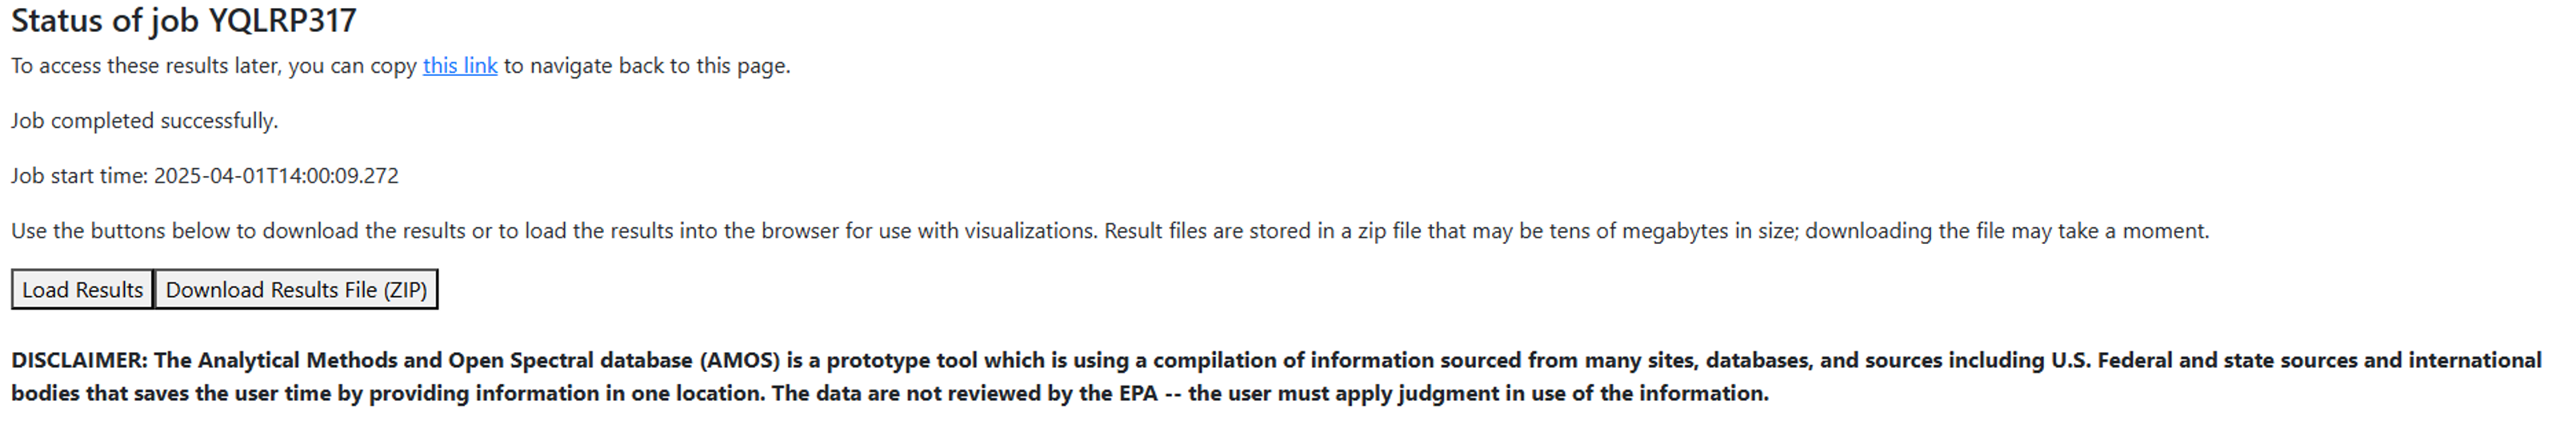 Status of job YQLRP317
To access these results later, you can copy this link to navigate back to this page.
Job completed successfully.
Job start time: 2025-04-01T14:00:09.272
Use the buttons below to download the results or to load the results into the browser for use with visualizations. Result files are stored in a zip file that may be tens of megabytes in size; downloading the file may take a moment.
Load Results Download Results File (ZIP)
DISCLAIMER: The Analytical Methods and Open Spectral database (AMOS) is a prototype tool which is using a compilation of information sourced from many sites, databases, and sources including U.S. Federal and state sources and international
bodies that saves the user time by providing information in one location. The data are not reviewed by the EPA -- the user must apply judgment in use of the information.